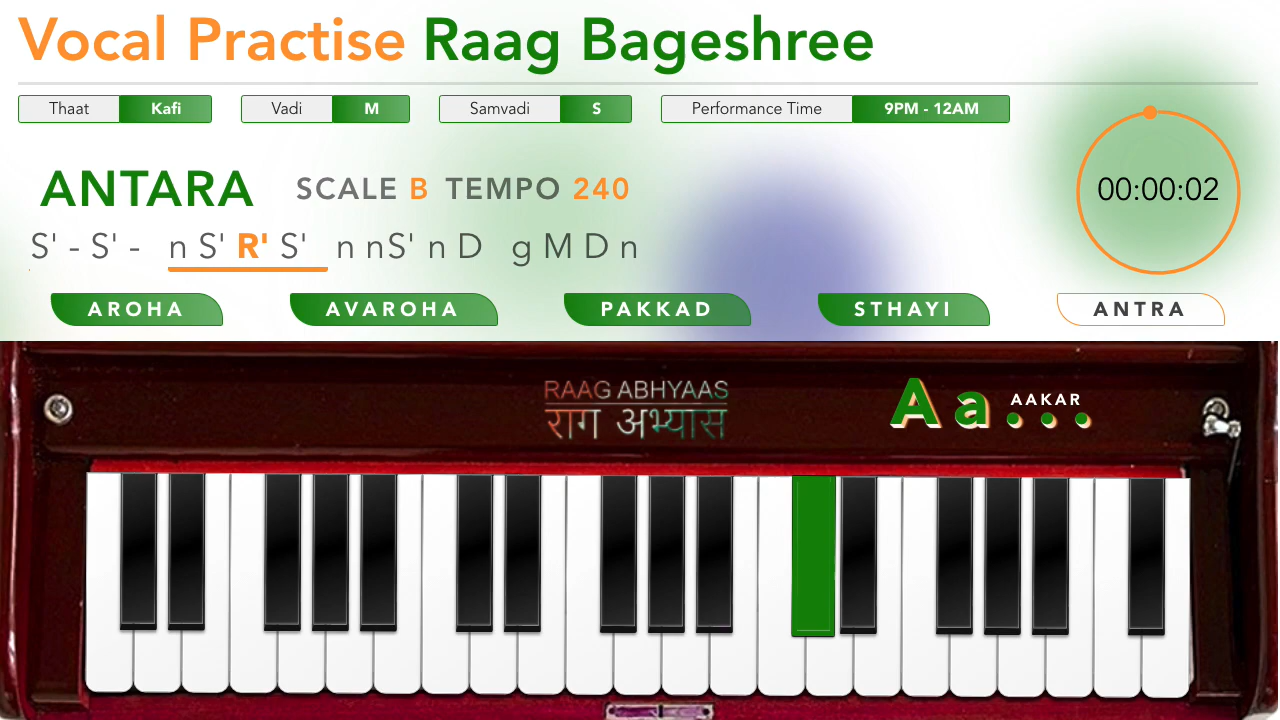 Vocal Practise Raag Bageshree
Thaat Kafi Vadi M Samvadi S Performance Time 9PM - 12AM
ANTARA SCALE B TEMPO 240
00:00:02
S' - S' - n S' R' S' n nS' n D g M D n
AROHA AVAROHA PAKKAD STHAYI ANTRA
RAAG ABHYAAS
राग अभ्यास
A a AAKAR